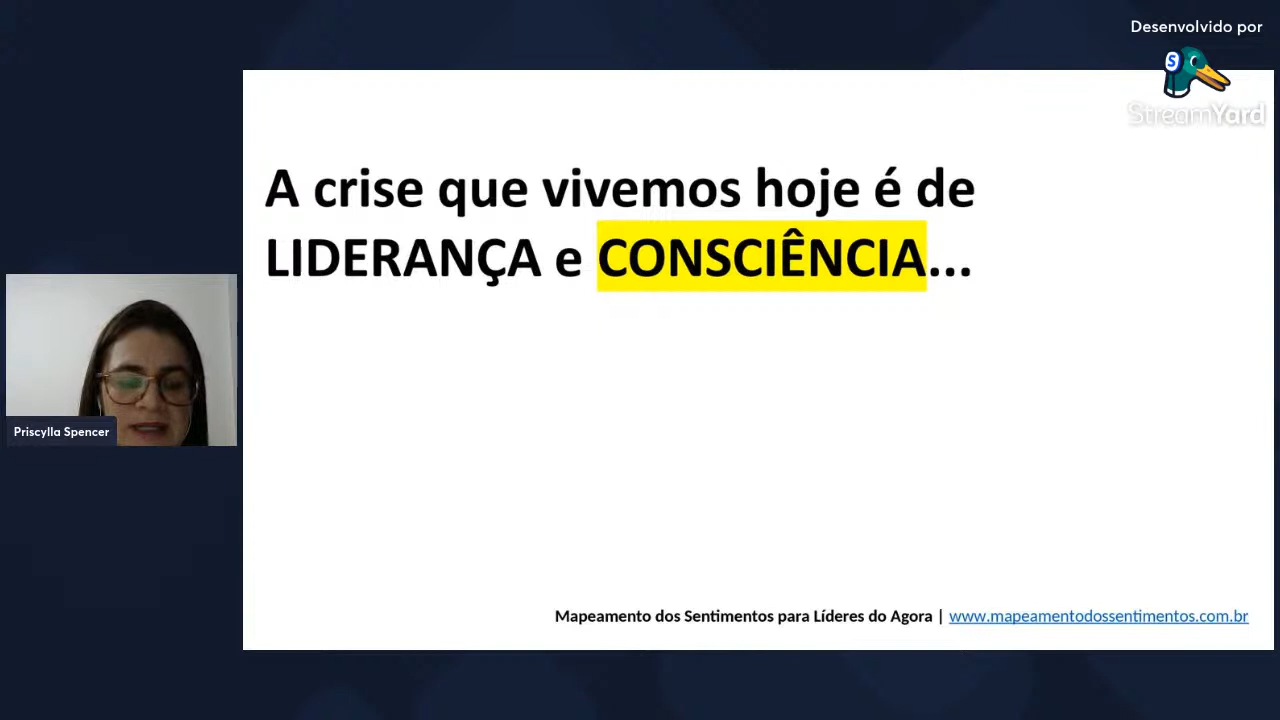 Desenvolvido por
S
StreamYard
A crise que vivemos hoje é de
LIDERANÇA e CONSCIÊNCIA...
Priscylla Spencer
Mapeamento dos Sentimentos para Líderes do Agora | www.mapeamentodossentimentos.com.br